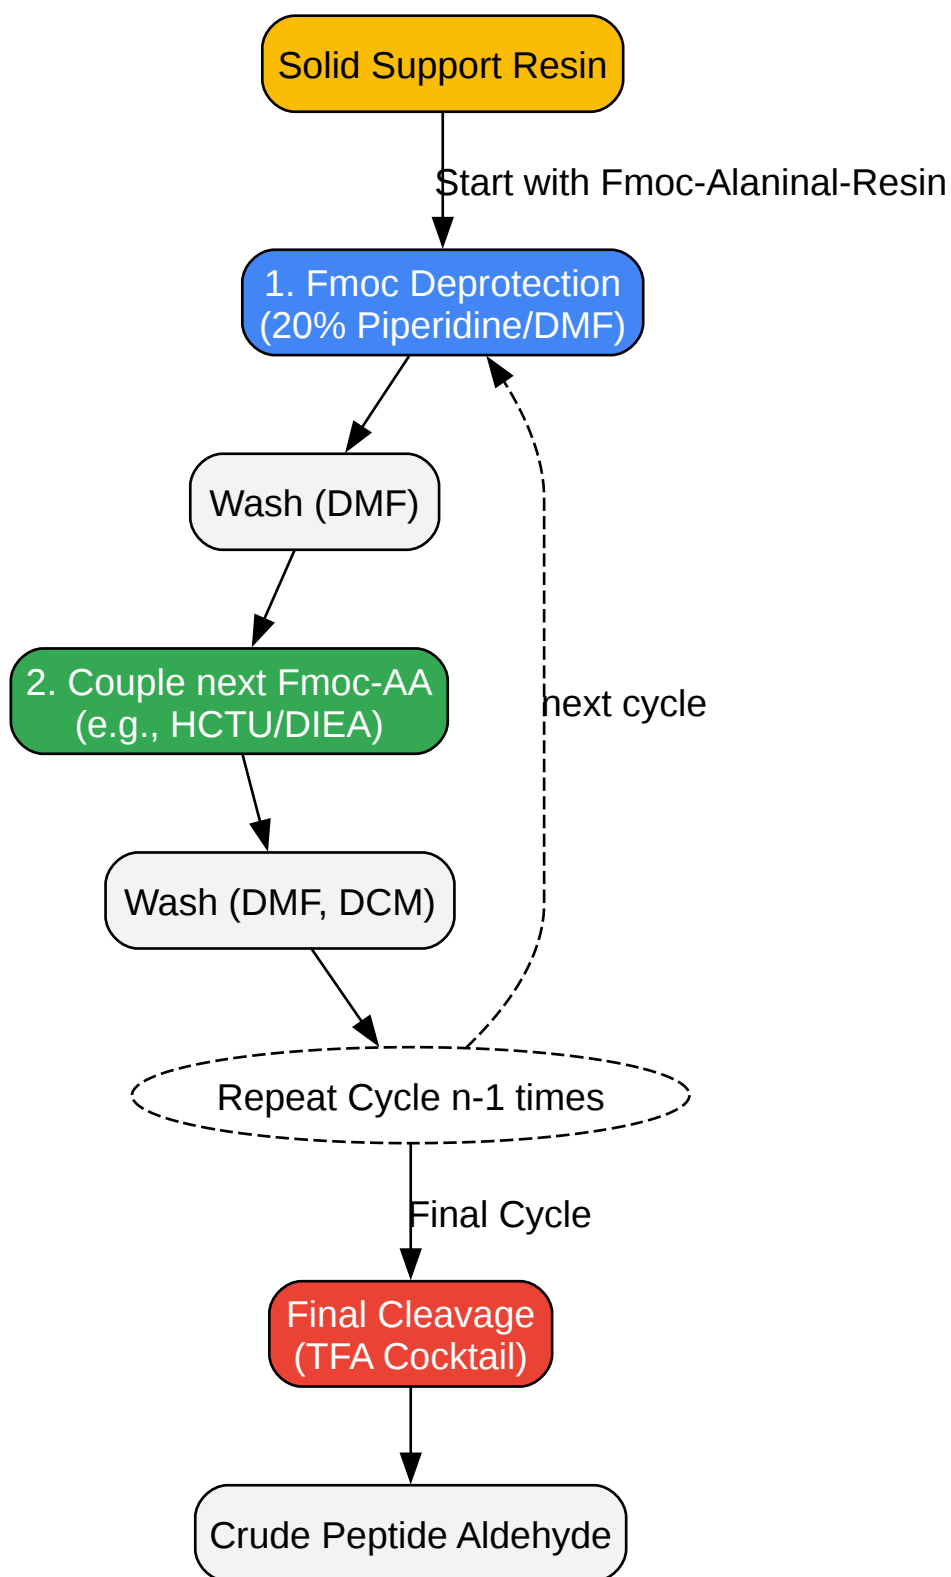 Solid Support Resin
Start with Fmoc-Alaninal-Resin
1. Fmoc Deprotection
(20% Piperidine/DMF)
Wash (DMF)
2. Couple next Fmoc-AA
(e.g., HCTU/DIEA)
next cycle
Wash (DMF, DCM)
Repeat Cycle n-1 times
Final Cycle
Final Cleavage
(TFA Cocktail)
Crude Peptide Aldehyde